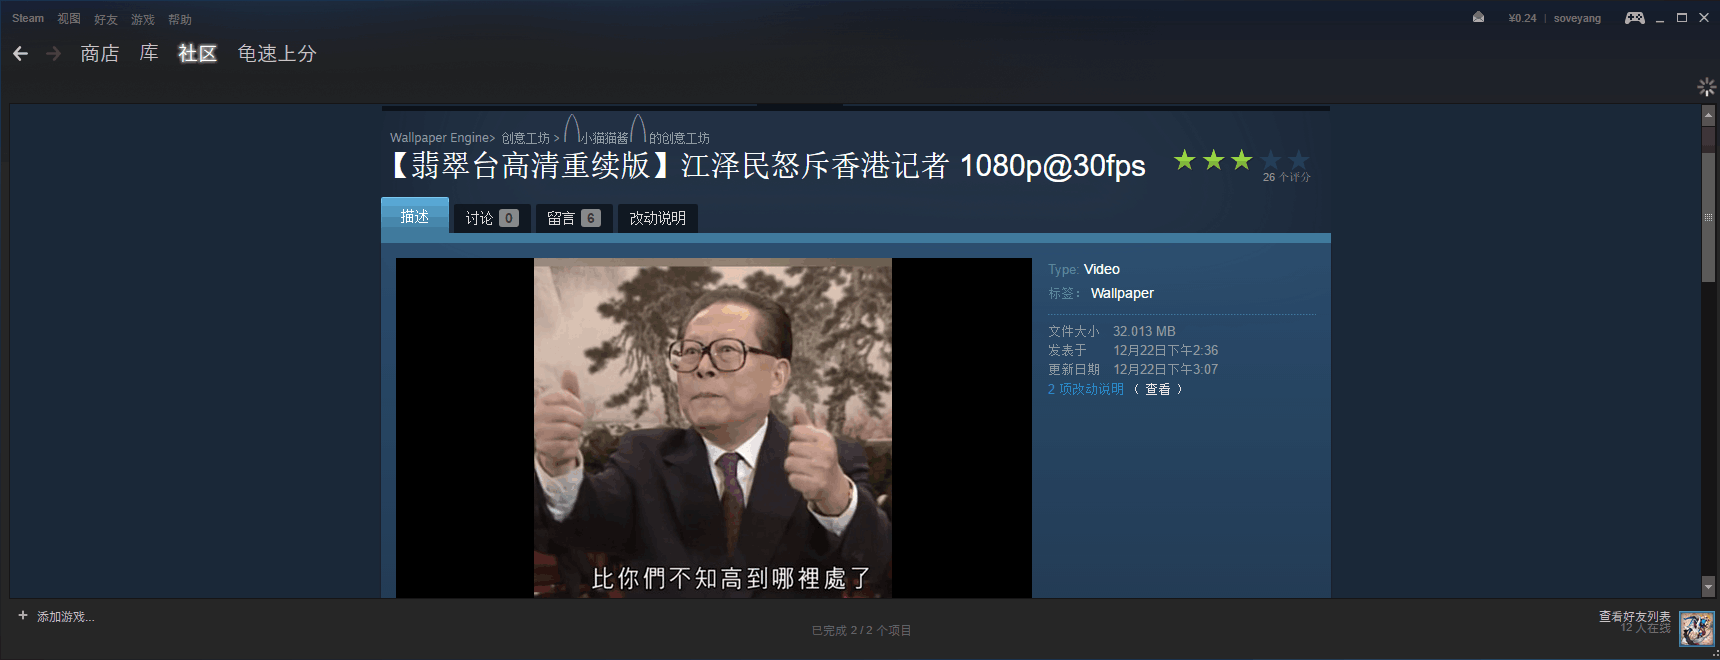 Steam 视图 好友 游戏 帮助
¥0.24 | soveyang
商店 库 社区 龟速上分
Wallpaper Engine> 创意工坊 > 小猫猫酱 的创意工坊
【翡翠台高清重续版】江泽民怒斥香港记者 1080p@30fps
26 个评分
描述 讨论 0 留言 6 改动说明
Type: Video
标签： Wallpaper
文件大小 32.013 MB
发表于 12月22日下午2:36
更新日期 12月22日下午3:07
2 项改动说明 （ 查看 ）
比你們不知高到哪裡處了
+ 添加游戏...
已完成 2 / 2 个项目
查看好友列表
12 人在线